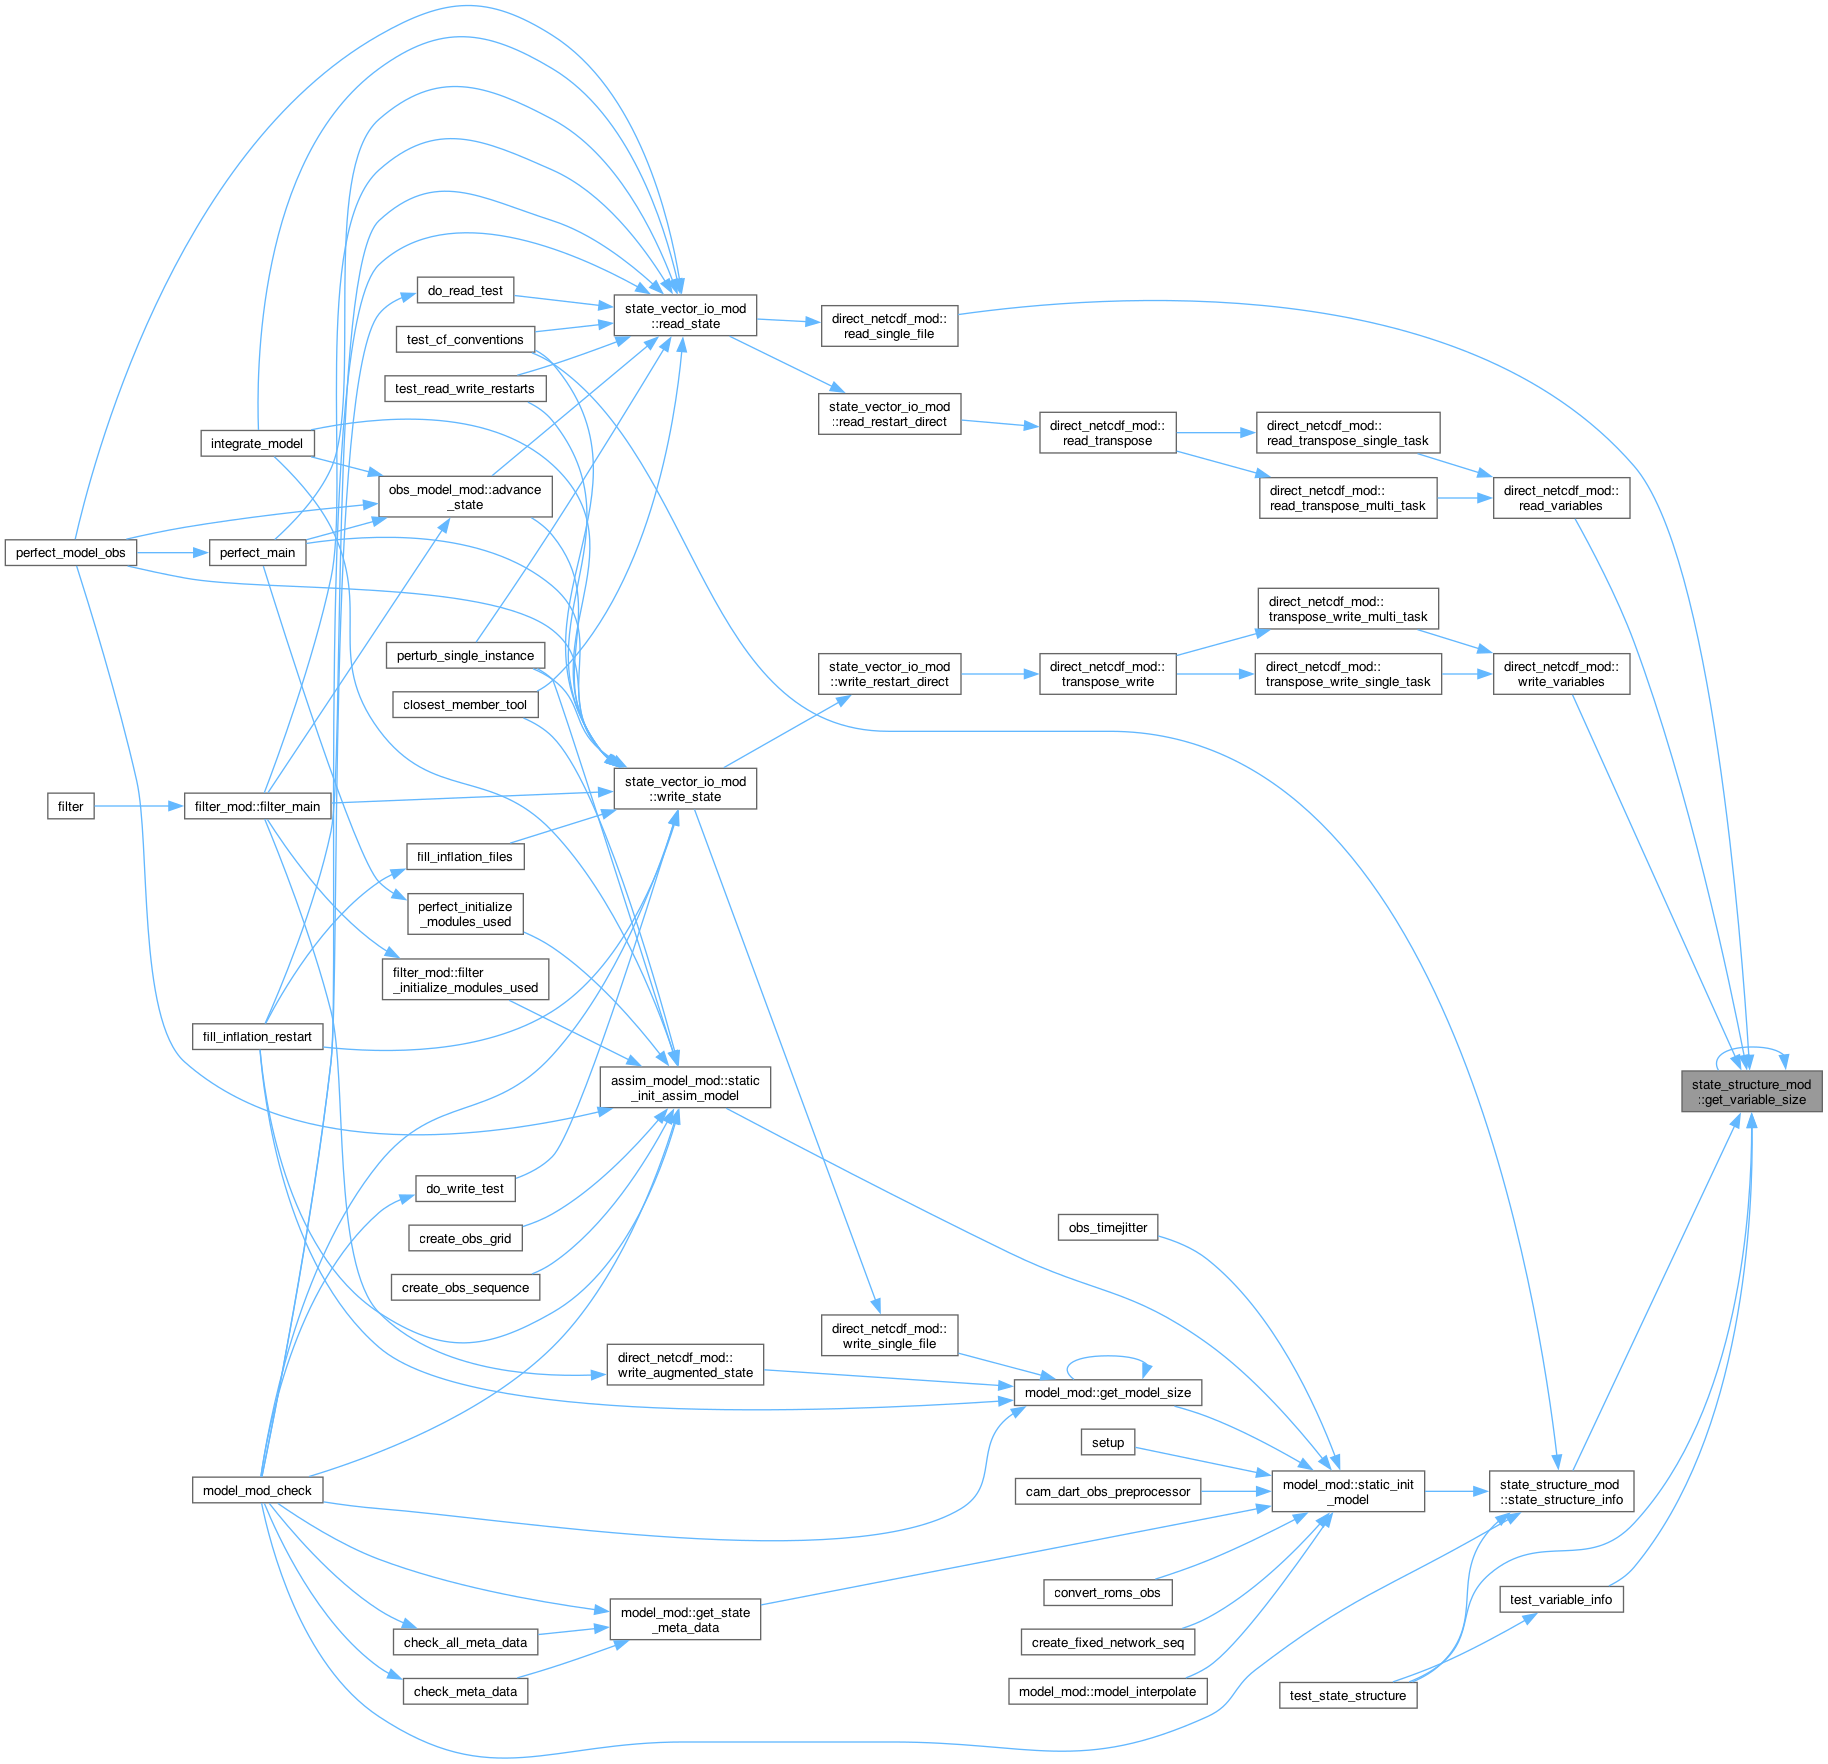 do_read_test
state_vector_io_mod
::read_state
direct_netcdf_mod::
read_single_file
test_cf_conventions
test_read_write_restarts
state_vector_io_mod
::read_restart_direct
integrate_model
direct_netcdf_mod::
read_transpose
direct_netcdf_mod::
read_transpose_single_task
obs_model_mod::advance
_state
direct_netcdf_mod::
read_transpose_multi_task
direct_netcdf_mod::
read_variables
perfect_model_obs
perfect_main
direct_netcdf_mod::
transpose_write_multi_task
perturb_single_instance
state_vector_io_mod
::write_restart_direct
direct_netcdf_mod::
transpose_write
direct_netcdf_mod::
transpose_write_single_task
direct_netcdf_mod::
write_variables
closest_member_tool
state_vector_io_mod
::write_state
filter
filter_mod::filter_main
fill_inflation_files
perfect_initialize
_modules_used
filter_mod::filter
_initialize_modules_used
fill_inflation_restart
assim_model_mod::static
_init_assim_model
state_structure_mod
::get_variable_size
do_write_test
create_obs_grid
obs_timejitter
create_obs_sequence
direct_netcdf_mod::
write_single_file
direct_netcdf_mod::
write_augmented_state
model_mod::get_model_size
setup
model_mod_check
cam_dart_obs_preprocessor
model_mod::static_init
_model
state_structure_mod
::state_structure_info
convert_roms_obs
test_variable_info
model_mod::get_state
_meta_data
check_all_meta_data
create_fixed_network_seq
check_meta_data
model_mod::model_interpolate
test_state_structure